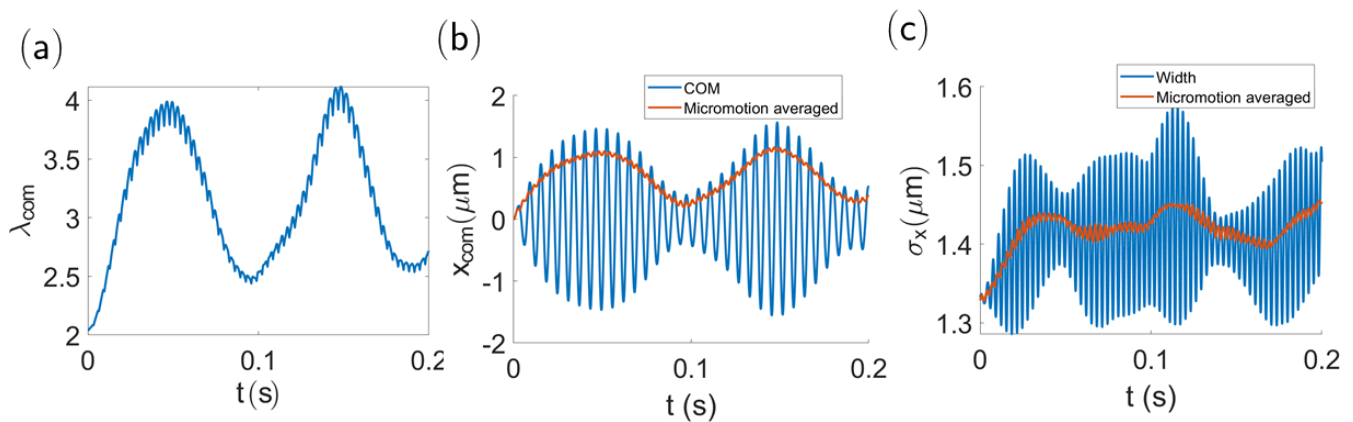 (a)
4
3.5
3
2.5
2
λcom
0
0.1
0.2
t (s)
(b)
COM
Micromotion averaged
2
1
0
-1
-2
xcom(μm)
0
0.1
0.2
t (s)
(c)
Width
Micromotion averaged
1.6
1.5
1.4
1.3
σx(μm)
0
0.1
0.2
t (s)